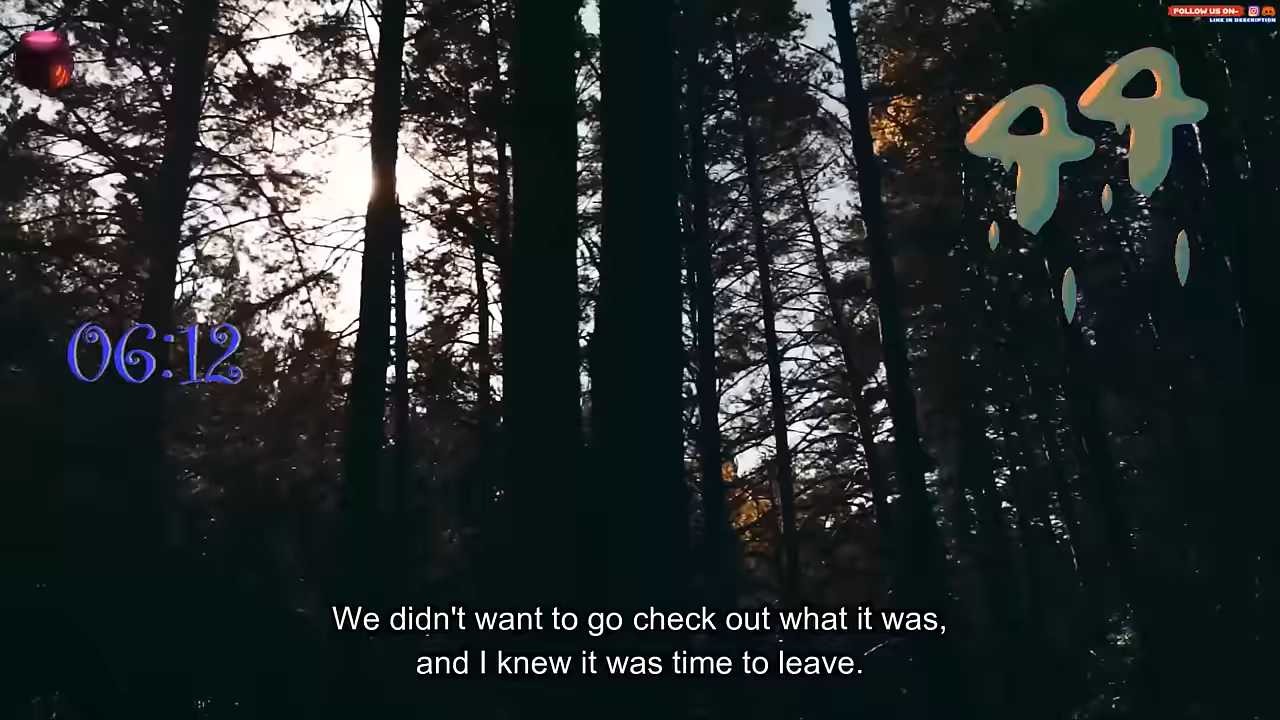 FOLLOW US ON-
LINK IN DESCRIPTION
44
06:12
We didn't want to go check out what it was,
and I knew it was time to leave.